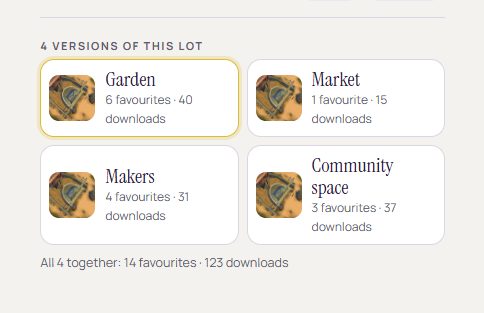 4 VERSIONS OF THIS LOT
Garden
6 favourites · 40
downloads
Market
1 favourite · 15
downloads
Makers
4 favourites · 31
downloads
Community
space
3 favourites · 37
downloads
All 4 together: 14 favourites · 123 downloads